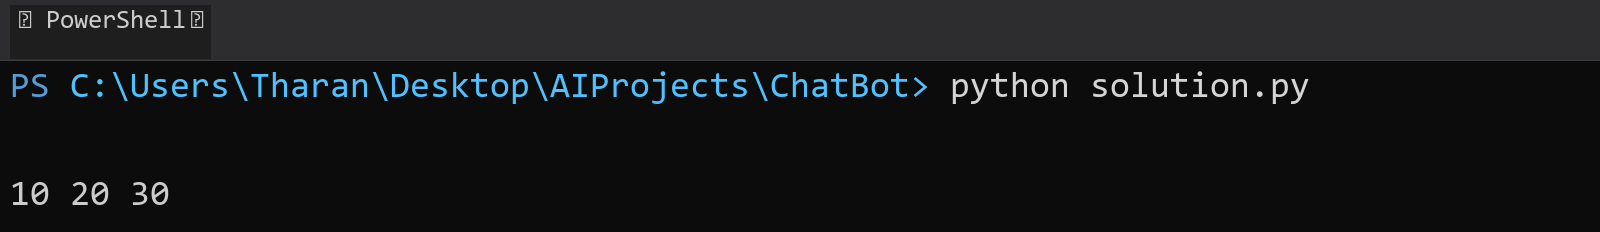 PowerShell
PS C:\Users\Tharan\Desktop\AIProjects\ChatBot> python solution.py
10 20 30